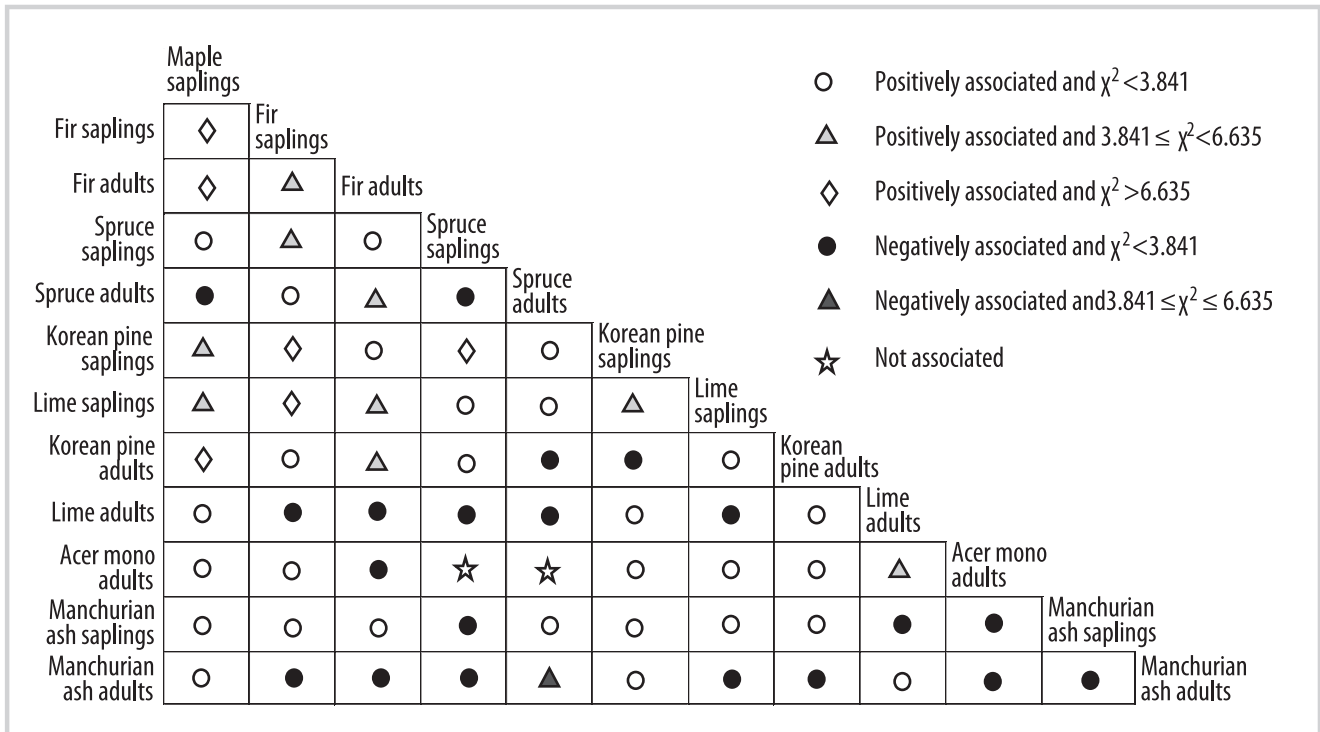 Maple
saplings
Fir saplings
Fir
saplings
Fir adults
Fir adults
Spruce
saplings
Spruce
saplings
Spruce adults
Spruce
adults
Korean pine
saplings
Korean pine
saplings
Lime saplings
Lime
saplings
Korean pine
adults
Korean
pine adults
Lime adults
Lime
adults
Acer mono
adults
Acer mono
adults
Manchurian
ash saplings
Manchurian
ash saplings
Manchurian
ash adults
Manchurian
ash adults
Positively associated and χ²<3.841
Positively associated and 3.841≤ χ²<6.635
Positively associated and χ²>6.635
Negatively associated and χ²<3.841
Negatively associated and3.841≤χ²≤6.635
Not associated